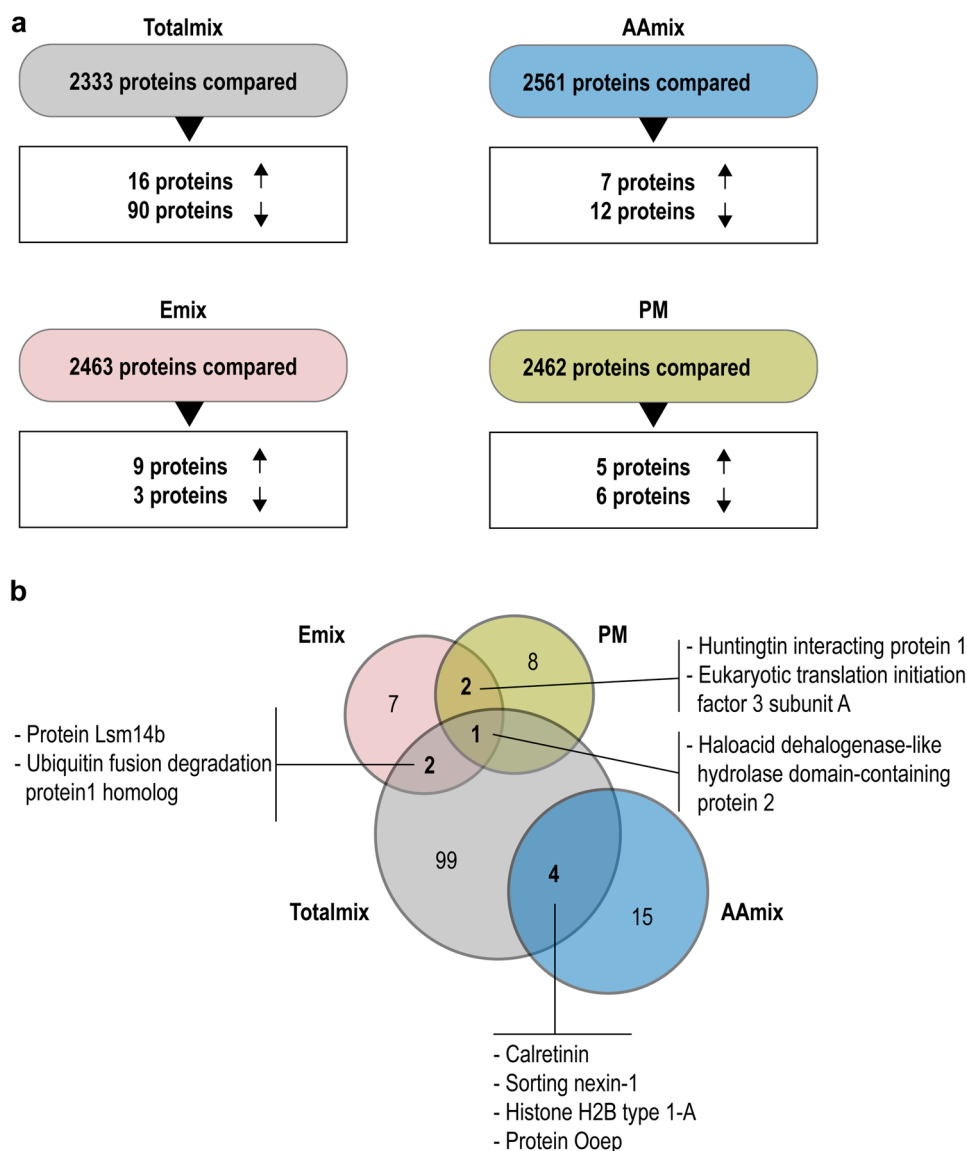 a
Totalmix
2333 proteins compared
16 proteins ↑
90 proteins ↓
AAmix
2561 proteins compared
7 proteins ↑
12 proteins ↓
Emix
2463 proteins compared
9 proteins ↑
3 proteins ↓
PM
2462 proteins compared
5 proteins ↑
6 proteins ↓
b
Emix
PM
7
2
8
1
2
99
4
15
Totalmix
AAmix
- Protein Lsm14b
- Ubiquitin fusion degradation
protein1 homolog
- Huntingtin interacting protein 1
- Eukaryotic translation initiation
factor 3 subunit A
- Haloacid dehalogenase-like
hydrolase domain-containing
protein 2
- Calretinin
- Sorting nexin-1
- Histone H2B type 1-A
- Protein Ooep